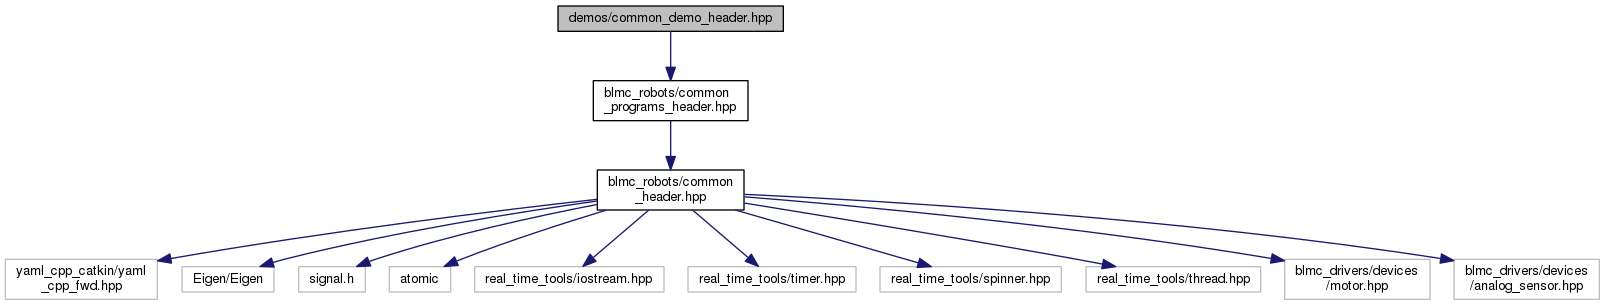 demos/common_demo_header.hpp
blmc_robots/common
_programs_header.hpp
blmc_robots/common
_header.hpp
yaml_cpp_catkin/yaml
_cpp_fwd.hpp
Eigen/Eigen
signal.h
atomic
real_time_tools/iostream.hpp
real_time_tools/timer.hpp
real_time_tools/spinner.hpp
real_time_tools/thread.hpp
blmc_drivers/devices
/motor.hpp
blmc_drivers/devices
/analog_sensor.hpp